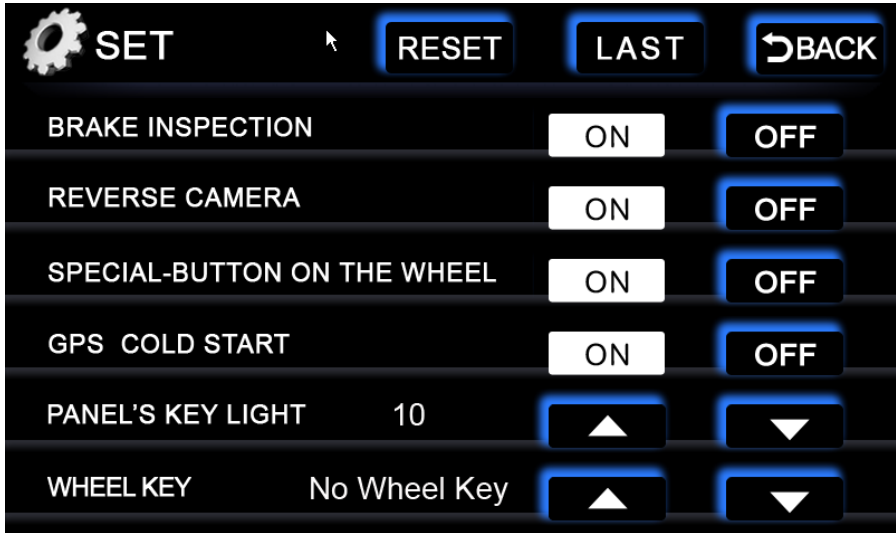 SET RESET LAST BACK
BRAKE INSPECTION ON OFF
REVERSE CAMERA ON OFF
SPECIAL-BUTTON ON THE WHEEL ON OFF
GPS COLD START ON OFF
PANEL'S KEY LIGHT 10
WHEEL KEY No Wheel Key